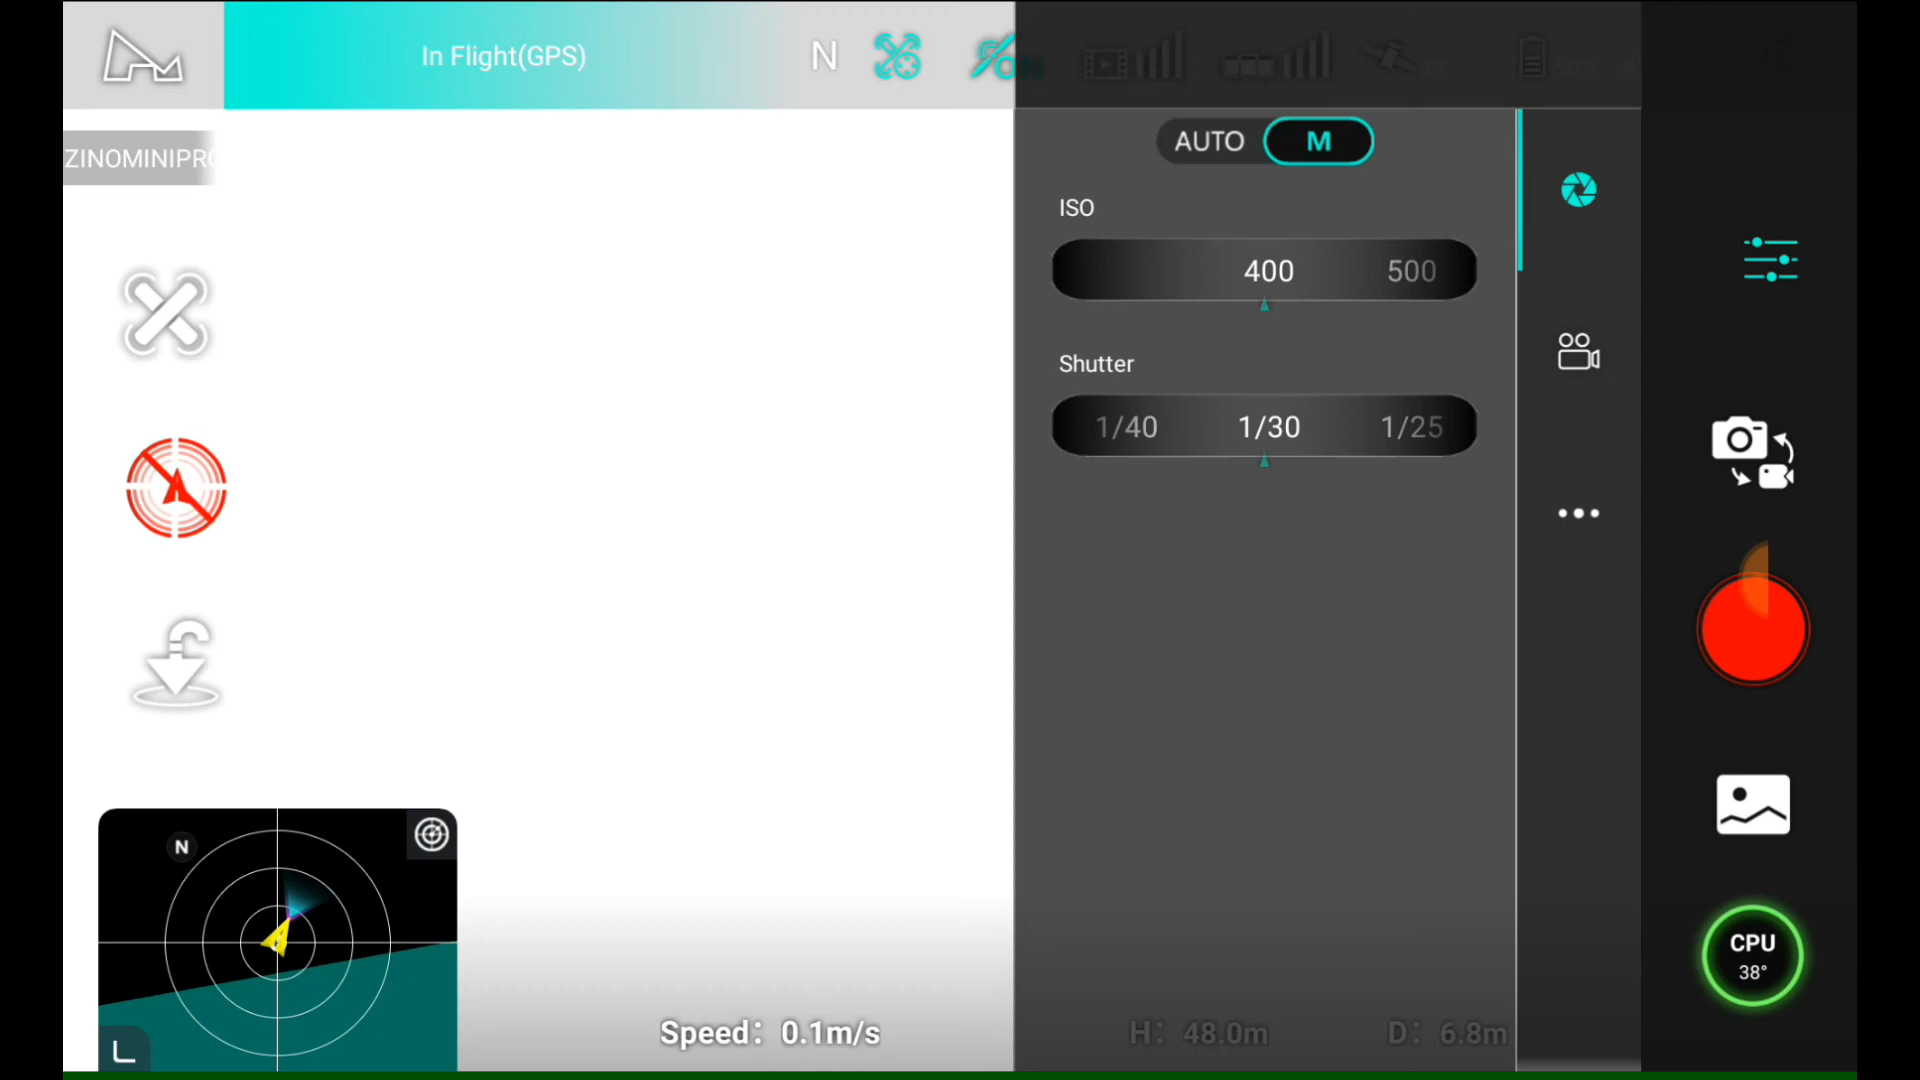 In Flight(GPS)
N
ZINOMINIPRO
AUTO M
ISO
400 500
Shutter
1/40 1/30 1/25
N
CPU
38°
Speed: 0.1m/s
H: 48.0m
D: 6.8m